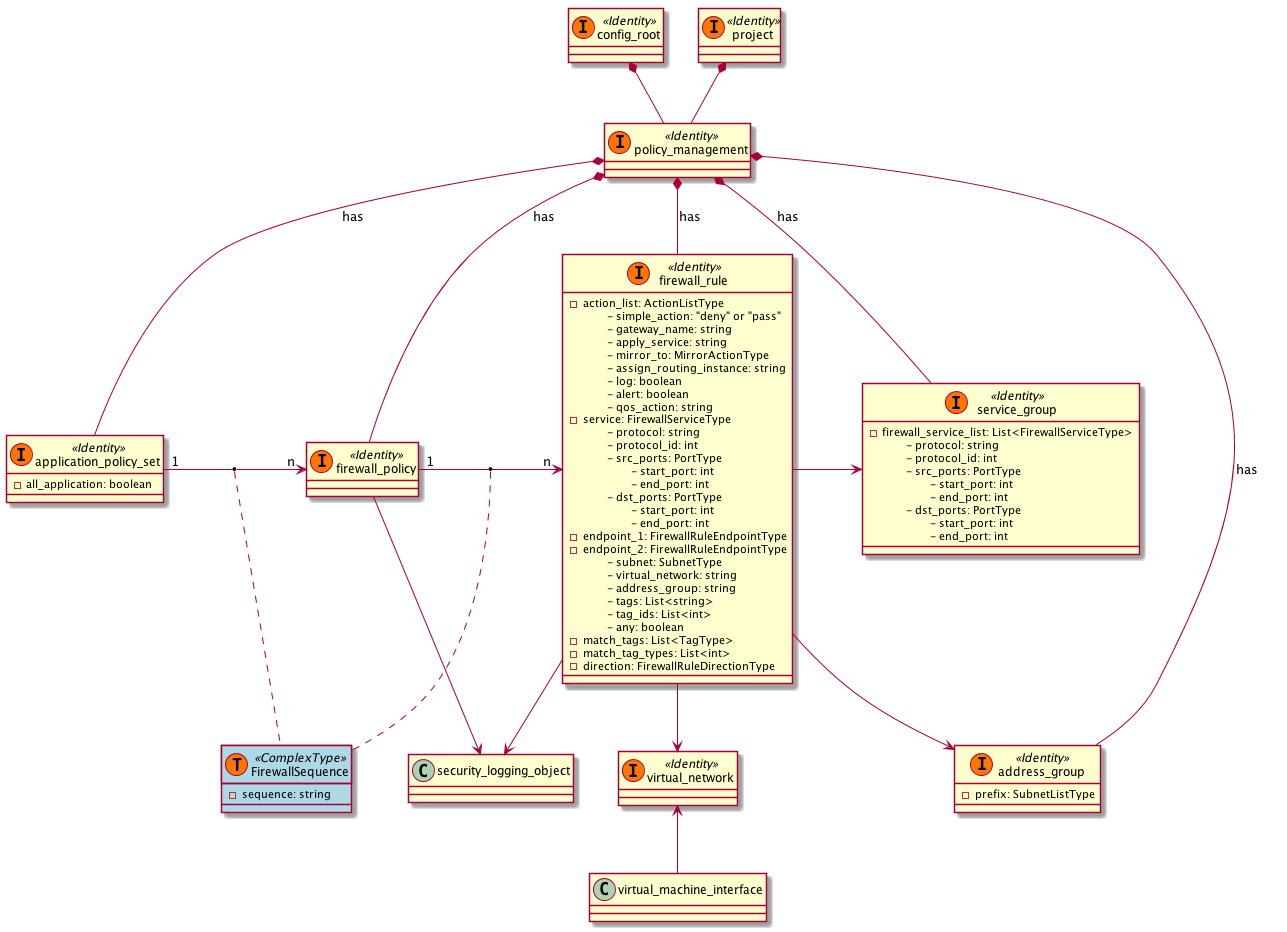 I
«Identity»
config_root
I
«Identity»
project
I
«Identity»
policy_management
has
has
has
has
has
I
«Identity»
firewall_rule
action_list: ActionListType
- simple_action: "deny" or "pass"
- gateway_name: string
- apply_service: string
- mirror_to: MirrorActionType
- assign_routing_instance: string
- log: boolean
- alert: boolean
- qos_action: string
service: FirewallServiceType
- protocol: string
- protocol_id: int
- src_ports: PortType
- start_port: int
- end_port: int
- dst_ports: PortType
- start_port: int
- end_port: int
endpoint_1: FirewallRuleEndpointType
endpoint_2: FirewallRuleEndpointType
- subnet: SubnetType
- virtual_network: string
- address_group: string
- tags: List<string>
- tag_ids: List<int>
- any: boolean
match_tags: List<TagType>
match_tag_types: List<int>
direction: FirewallRuleDirectionType
I
«Identity»
service_group
firewall_service_list: List<FirewallServiceType>
- protocol: string
- protocol_id: int
- src_ports: PortType
- start_port: int
- end_port: int
- dst_ports: PortType
- start_port: int
- end_port: int
I
«Identity»
application_policy_set
all_application: boolean
1
n
I
«Identity»
firewall_policy
1
n
T
«ComplexType»
FirewallSequence
sequence: string
C
security_logging_object
I
«Identity»
virtual_network
I
«Identity»
address_group
prefix: SubnetListType
C
virtual_machine_interface